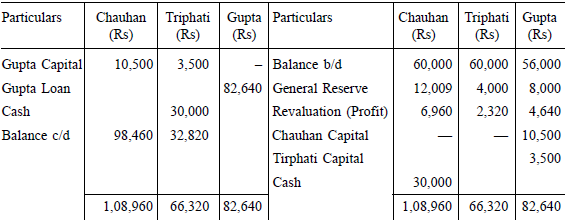 Particulars Chauhan (Rs) Triphati (Rs) Gupta (Rs) Particulars Chauhan (Rs) Triphati (Rs) Gupta (Rs)
Gupta Capital 10,500 3,500 – Balance b/d 60,000 60,000 56,000
Gupta Loan 82,640 General Reserve 12,009 4,000 8,000
Cash 30,000 Revaluation (Profit) 6,960 2,320 4,640
Balance c/d 98,460 32,820 Chauhan Capital — — 10,500
Tirphati Capital 3,500
Cash 30,000
1,08,960 66,320 82,640 1,08,960 66,320 82,640